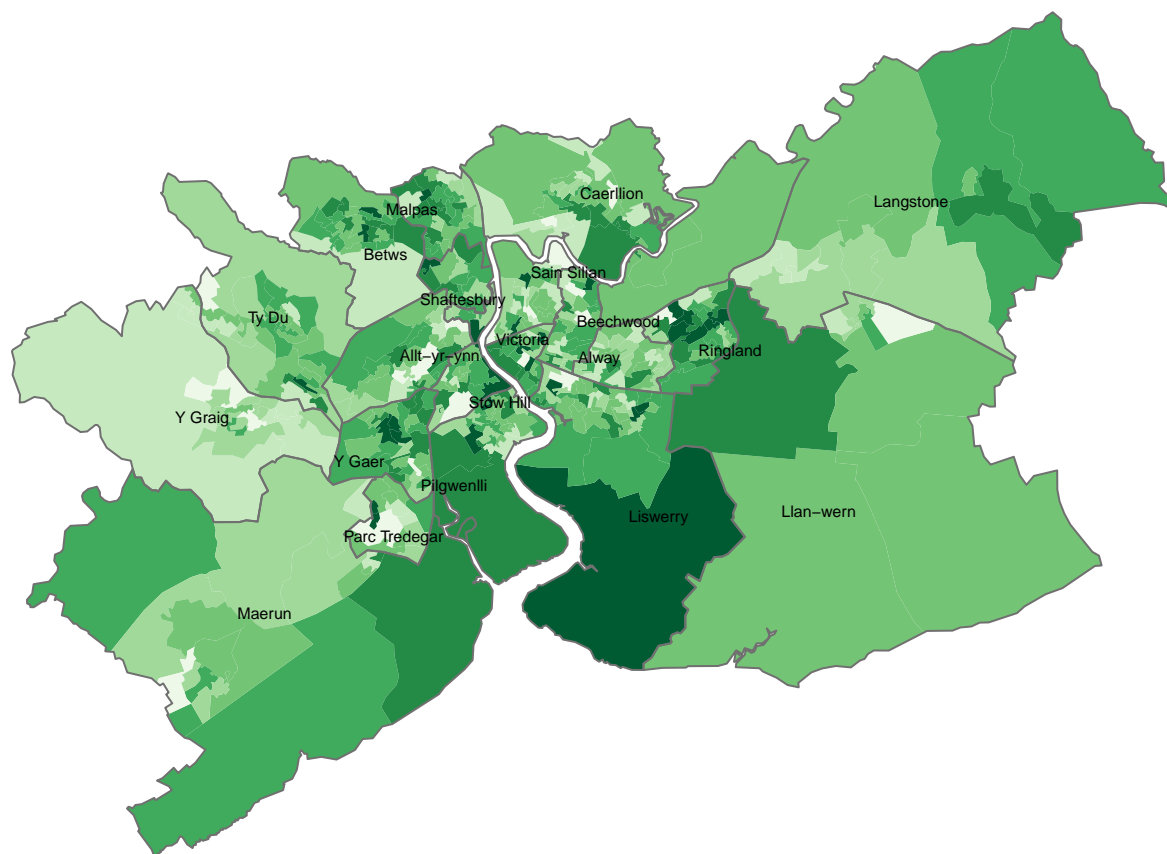 Caerllion
Langstone
Malpas
Betws
Sain Silian
Shaftesbury
Ty Du
Beechwood
Victoria
Ringland
Allt−yr−ynn
Alway
Stow Hill
Y Graig
Y Gaer
Pilgwenlli
Llan−wern
Liswerry
Parc Tredegar
Maerun